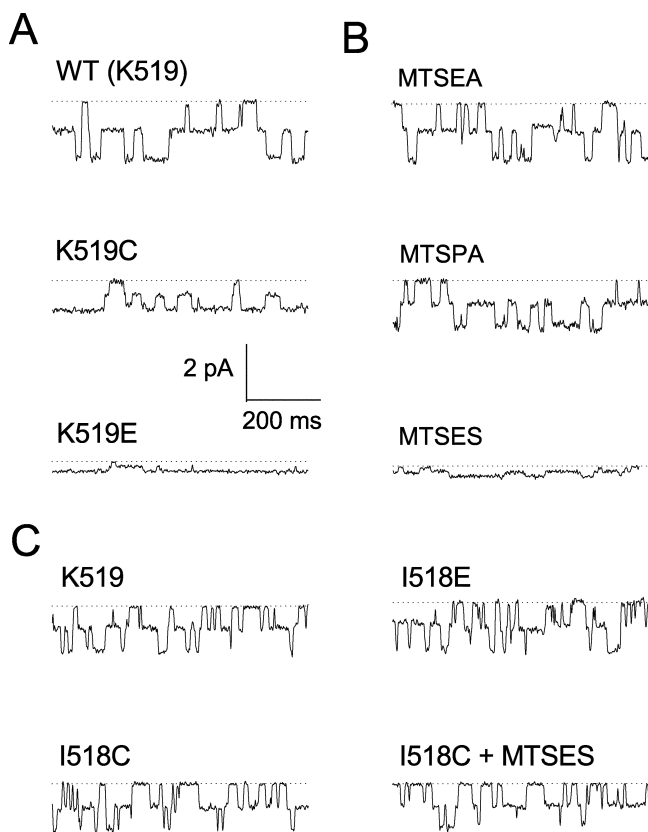 A
WT (K519)
K519C
2 pA
200 ms
K519E
B
MTSEA
MTSPA
MTSES
C
K519
I518E
I518C
I518C + MTSES